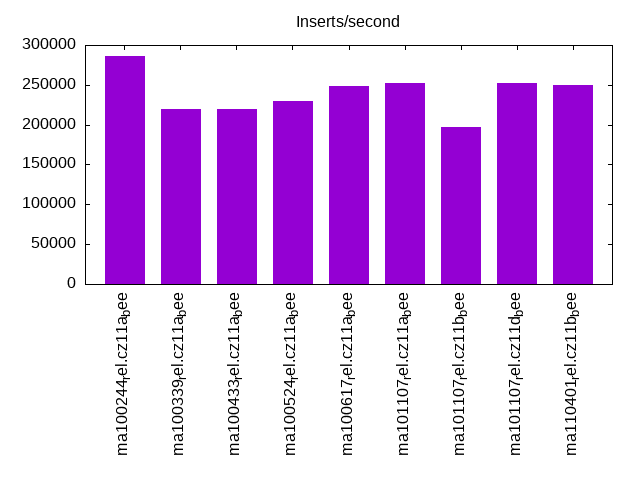 Inserts/second
300000
250000
200000
150000
100000
50000
0
ma100244rel.cz11abee
ma100339rel.cz11abee
ma100433rel.cz11abee
ma100524rel.cz11abee
ma100617rel.cz11abee
ma101107rel.cz11abee
ma101107rel.cz11bbee
ma101107rel.cz11dbee
ma110401rel.cz11bbee